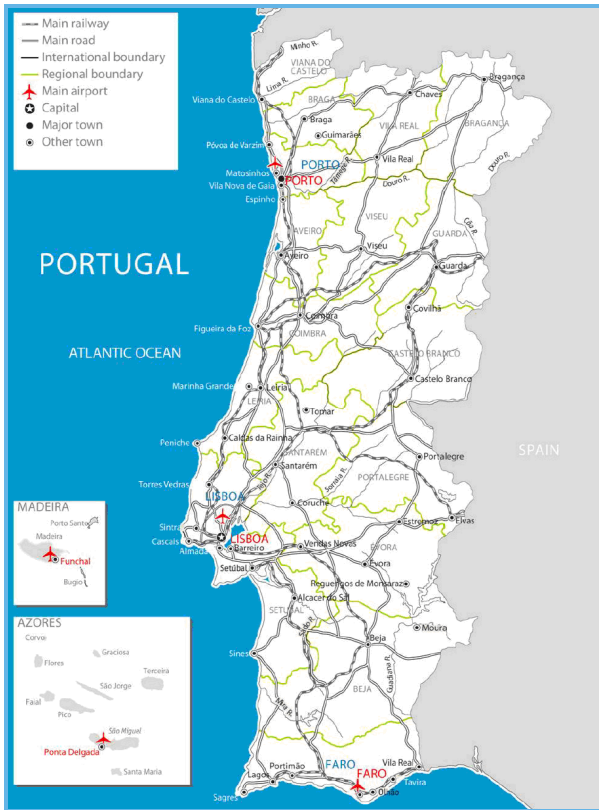 Main railway
Main road
International boundary
Regional boundary
Main airport
Capital
Major town
Other town
PORTUGAL
ATLANTIC OCEAN
SPAIN
Minho R.
VIANA DO
CASTELO
Lima R.
Viana do Castelo
BRAGA
Braga
Guimarães
Chaves
VILA REAL
Bragança
BRAGANÇA
Póvoa de Varzim
PORTO
Matosinhos
PORTO
Vila Nova de Gaia
Espinho
Tâmega R.
Vila Real
Douro R.
Douro R.
Côa R.
AVEIRO
Aveiro
VISEU
Viseu
GUARDA
Guarda
Covilhã
Coimbra
COIMBRA
Figueira da Foz
CASTELO BRANCO
Castelo Branco
Marinha Grande
Leiria
LEIRIA
Tomar
Peniche
Caldas da Rainha
SANTARÉM
Santarém
Tejo R.
Sorraia R.
Portalegre
PORTALEGRE
Torres Vedras
LISBOA
Coruche
Estremoz
Elvas
Sintra
Cascais
LISBOA
Almada
Barreiro
Vendas Novas
ÉVORA
Évora
Setúbal
Reguengos de Monsaraz
Alcacer do Sal
SETÚBAL
Sado R.
Moura
Sines
Beja
BEJA
Guadiana R.
Mira R.
FARO
FARO
Vila Real
Tavira
Portimão
Lagos
Olhão
Sagres
MADEIRA
Porto Santo
Madeira
Funchal
Bugio
AZORES
Corvo
Flores
Graciosa
Terceira
São Jorge
Faial
Pico
São Miguel
Ponta Delgada
Santa Maria